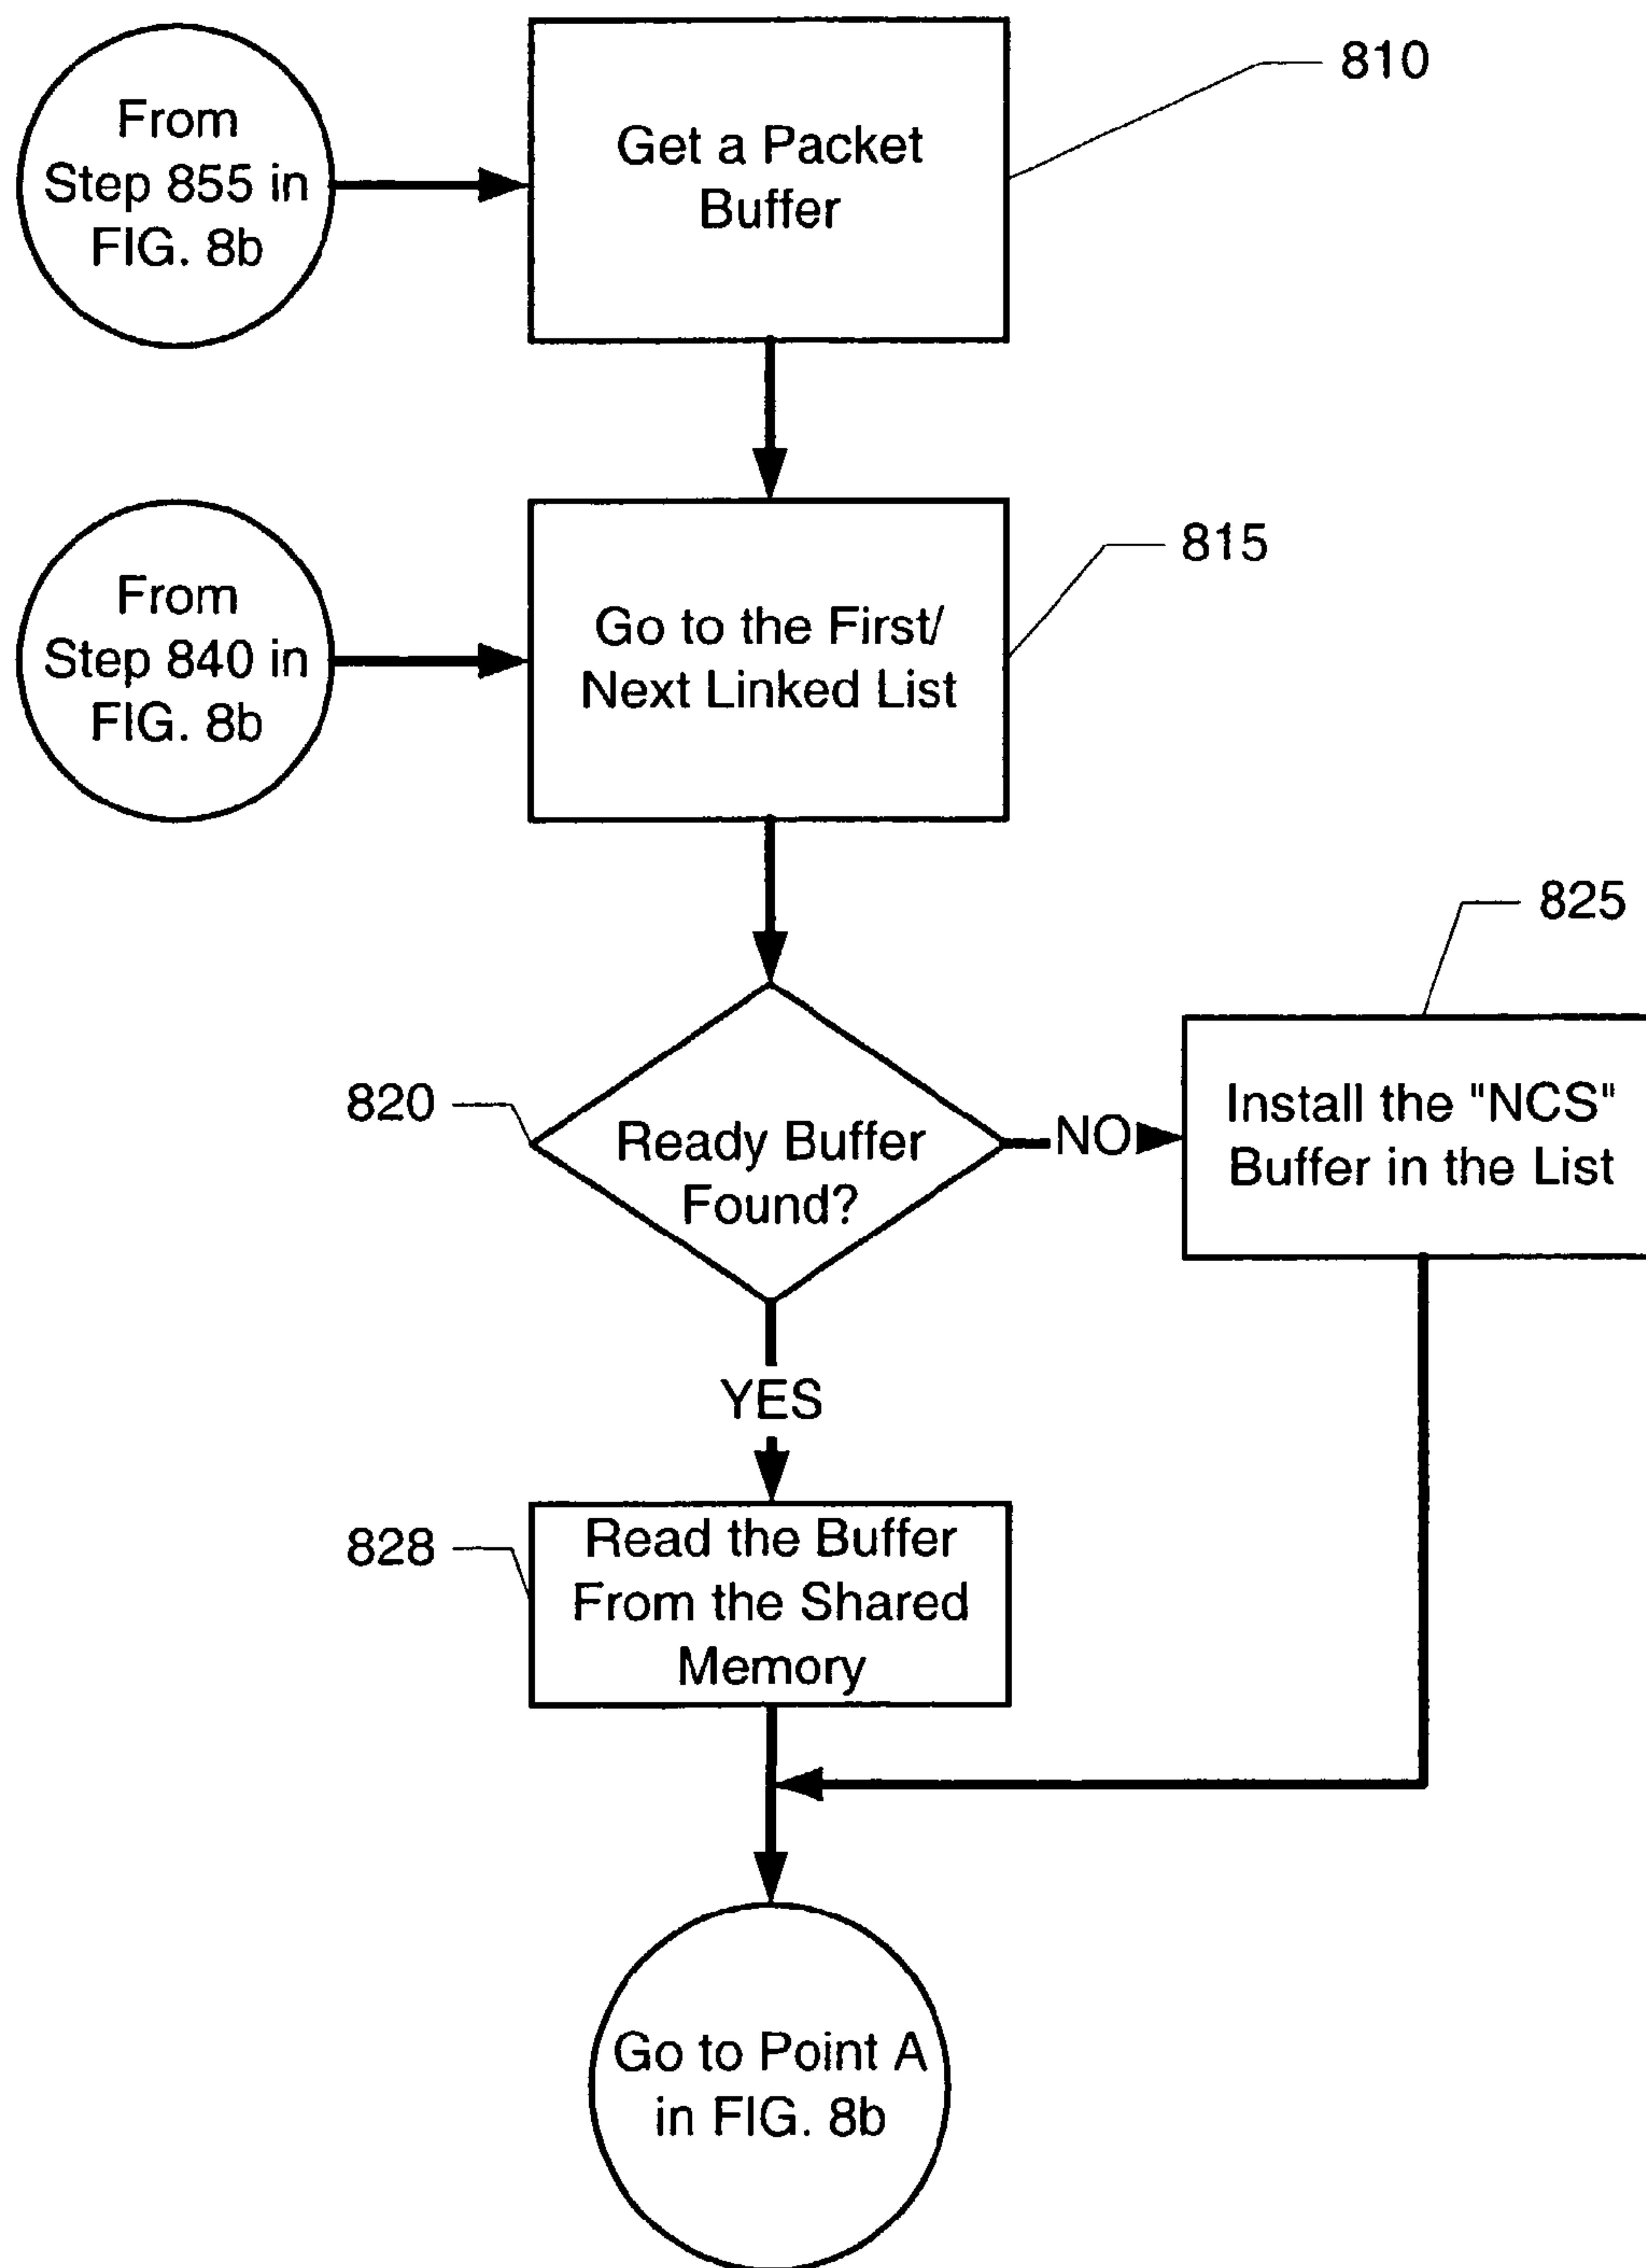 From
Step 855 in
FIG. 8b
Get a Packet
Buffer
810
From
Step 840 in
FIG. 8b
Go to the First/
Next Linked List
815
820
Ready Buffer
Found?
NO
825
Install the "NCS"
Buffer in the List
YES
828
Read the Buffer
From the Shared
Memory
Go to Point A
in FIG. 8b